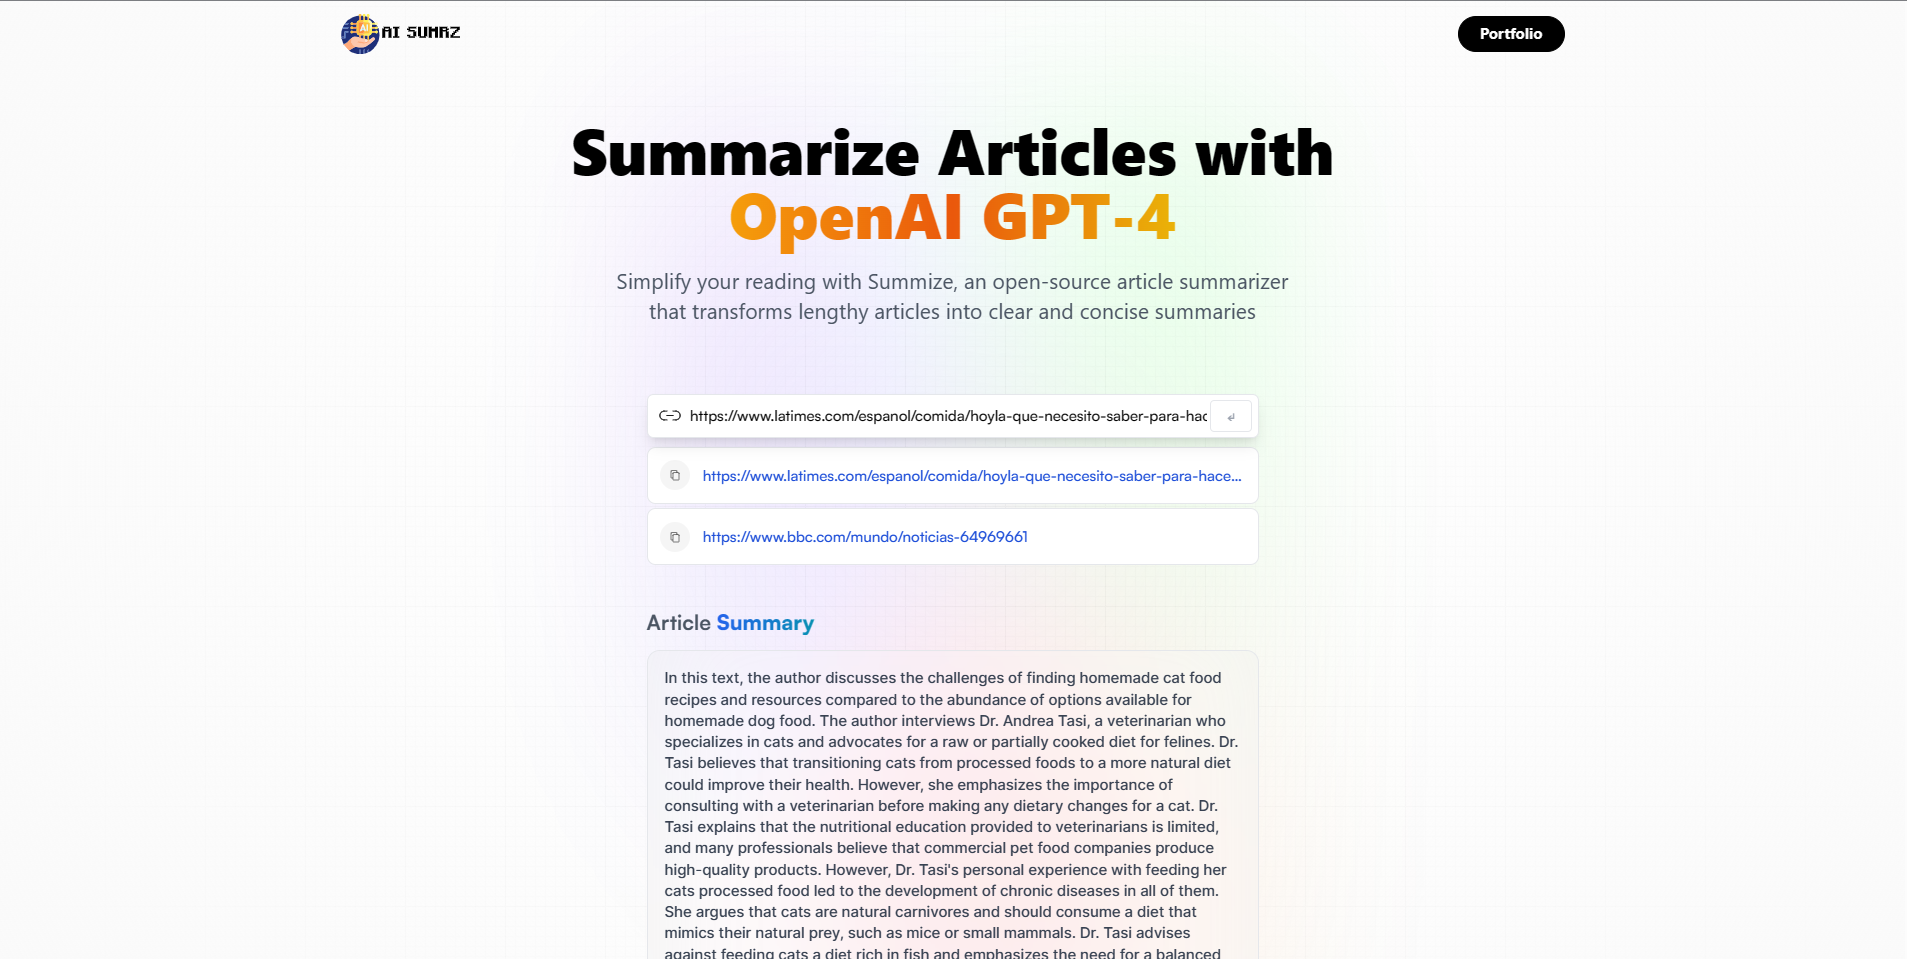 AI SUMRZ
Portfolio
Summarize Articles with
OpenAI GPT-4
Simplify your reading with Summize, an open-source article summarizer
that transforms lengthy articles into clear and concise summaries
https://www.latimes.com/espanol/comida/hoyla-que-necesito-saber-para-hac
https://www.latimes.com/espanol/comida/hoyla-que-necesito-saber-para-hace...
https://www.bbc.com/mundo/noticias-64969661
Article Summary
In this text, the author discusses the challenges of finding homemade cat food
recipes and resources compared to the abundance of options available for
homemade dog food. The author interviews Dr. Andrea Tasi, a veterinarian who
specializes in cats and advocates for a raw or partially cooked diet for felines. Dr.
Tasi believes that transitioning cats from processed foods to a more natural diet
could improve their health. However, she emphasizes the importance of
consulting with a veterinarian before making any dietary changes for a cat. Dr.
Tasi explains that the nutritional education provided to veterinarians is limited,
and many professionals believe that commercial pet food companies produce
high-quality products. However, Dr. Tasi's personal experience with feeding her
cats processed food led to the development of chronic diseases in all of them.
She argues that cats are natural carnivores and should consume a diet that
mimics their natural prey, such as mice or small mammals. Dr. Tasi advises
against feeding cats a diet rich in fish and emphasizes the need for a balanced